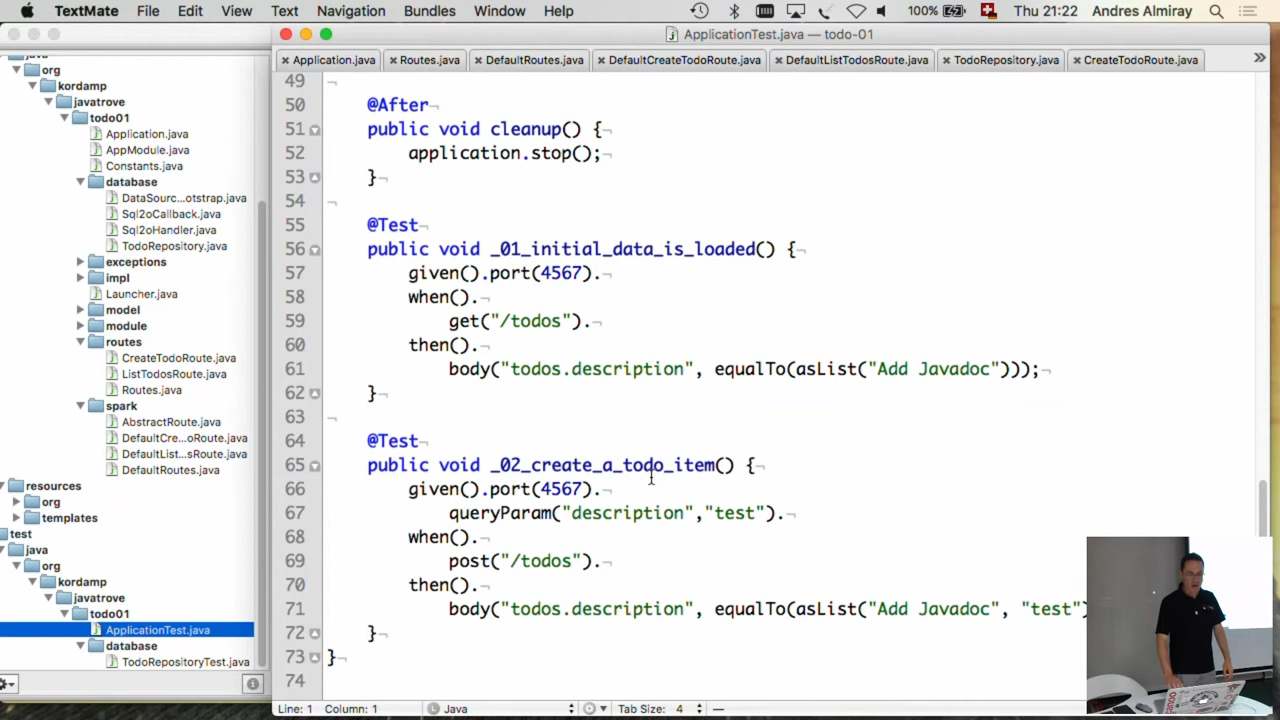 TextMate File Edit View Text Navigation Bundles Window Help 100% Thu 21:22 Andres Almiray
ApplicationTest.java — todo-01
Application.java Routes.java DefaultRoutes.java DefaultCreateTodoRoute.java DefaultListTodosRoute.java TodoRepository.java CreateTodoRoute.java
java
org
kordamp
javatrove
todo01
Application.java
AppModule.java
Constants.java
database
DataSourc...otstrap.java
Sql2oCallback.java
Sql2oHandler.java
TodoRepository.java
exceptions
impl
Launcher.java
model
module
routes
CreateTodoRoute.java
ListTodosRoute.java
Routes.java
spark
AbstractRoute.java
DefaultCre...oRoute.java
DefaultList...sRoute.java
DefaultRoutes.java
resources
org
templates
test
java
org
kordamp
javatrove
todo01
ApplicationTest.java
database
TodoRepositoryTest.java
49 ¬
50 @After¬
51 public void cleanup() {¬
52 application.stop();¬
53 }¬
54 ¬
55 @Test¬
56 public void _01_initial_data_is_loaded() {¬
57 given().port(4567).¬
58 when().¬
59 get("/todos").¬
60 then().¬
61 body("todos.description", equalTo(asList("Add Javadoc")));¬
62 }¬
63 ¬
64 @Test¬
65 public void _02_create_a_todo_item() {¬
66 given().port(4567).¬
67 queryParam("description","test").¬
68 when().¬
69 post("/todos").¬
70 then().¬
71 body("todos.description", equalTo(asList("Add Javadoc", "test")
72 }¬
73 }¬
74
Line: 1 Column: 1 Java Tab Size: 4 —